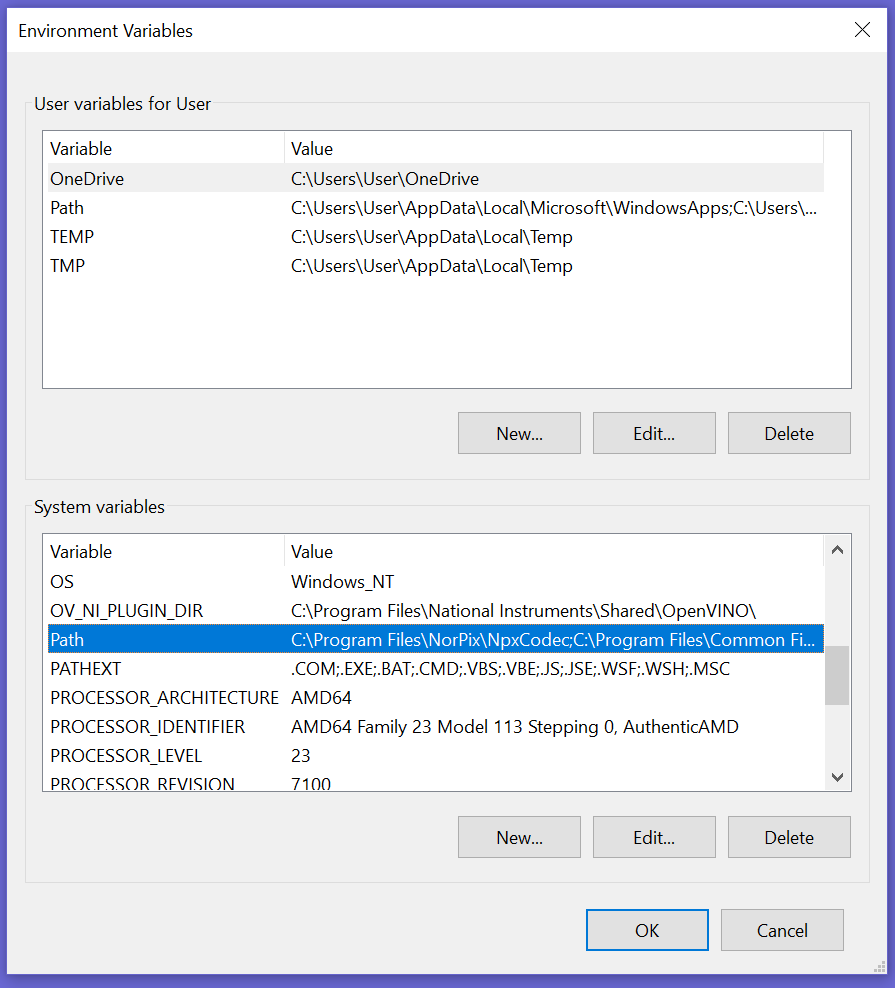 Environment Variables
User variables for User
Variable Value
OneDrive C:\Users\User\OneDrive
Path C:\Users\User\AppData\Local\Microsoft\WindowsApps;C:\Users\...
TEMP C:\Users\User\AppData\Local\Temp
TMP C:\Users\User\AppData\Local\Temp
New... Edit... Delete
System variables
Variable Value
OS Windows_NT
OV_NI_PLUGIN_DIR C:\Program Files\National Instruments\Shared\OpenVINO\
Path C:\Program Files\NorPix\NpxCodec;C:\Program Files\Common Fi...
PATHEXT .COM;.EXE;.BAT;.CMD;.VBS;.VBE;.JS;.JSE;.WSF;.WSH;.MSC
PROCESSOR_ARCHITECTURE AMD64
PROCESSOR_IDENTIFIER AMD64 Family 23 Model 113 Stepping 0, AuthenticAMD
PROCESSOR_LEVEL 23
PROCESSOR_REVISION 7100
New... Edit... Delete
OK Cancel